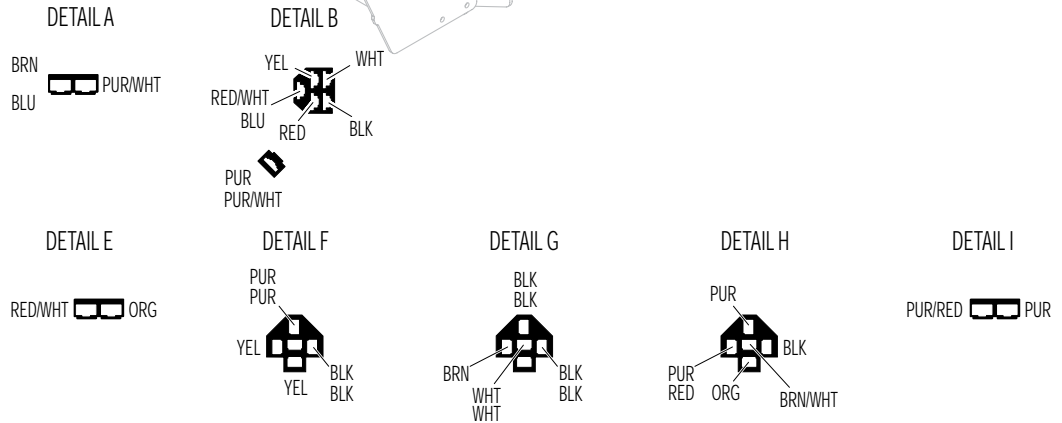 DETAIL A
BRN
BLU
PUR/WHT
DETAIL B
YEL
WHT
RED/WHT
BLU
RED
BLK
PUR
PUR/WHT
DETAIL E
RED/WHT
ORG
DETAIL F
PUR
PUR
YEL
YEL
BLK
BLK
DETAIL G
BLK
BLK
BRN
WHT
WHT
BLK
BLK
DETAIL H
PUR
BLK
PUR
RED
ORG
BRN/WHT
DETAIL I
PUR/RED
PUR